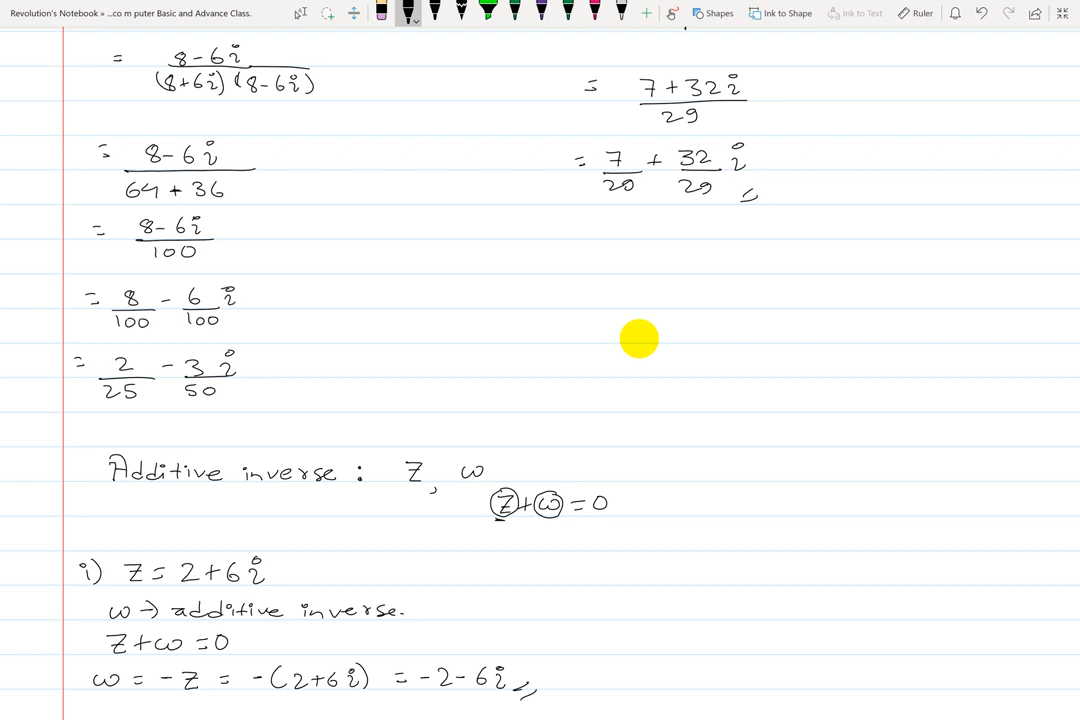 Revolution's Notebook » ...co m puter Basic and Advance Class.
Shapes
Ink to Shape
Ink to Text
Ruler
= 8-6i / (8+6i)(8-6i)
= 8-6i / 64+36
= 8-6i / 100
= 8/100 - 6/100 i
= 2/25 - 3/50 i
= 7+32i / 29
= 7/29 + 32/29 i
Additive inverse : Z, ω
Z+ω=0
i) Z=2+6i
ω→additive inverse.
Z+ω=0
ω = -Z = -(2+6i) = -2-6i